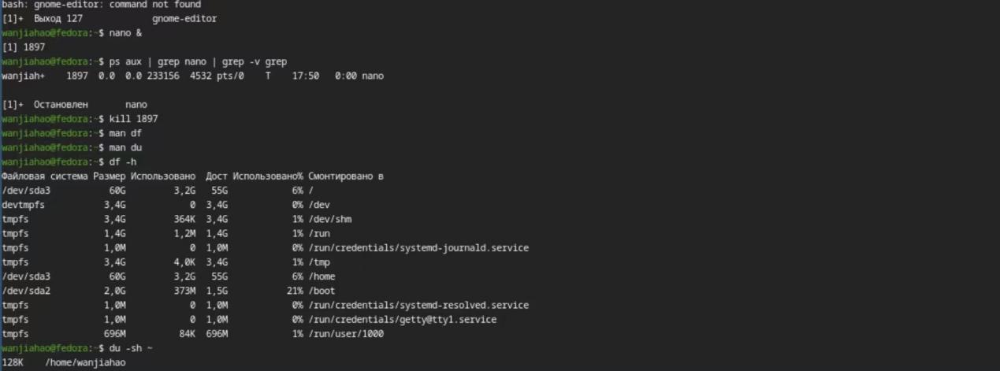 bash: gnome-editor: command not found
[1]+  Выход 127            gnome-editor
wanjiahao@fedora:~$ nano &
[1] 1897
wanjiahao@fedora:~$ ps aux | grep nano | grep -v grep
wanjiah+    1897  0.0  0.0 233156  4532 pts/0    T    17:50   0:00 nano
[1]+  Остановлен       nano
wanjiahao@fedora:~$ kill 1897
wanjiahao@fedora:~$ man df
wanjiahao@fedora:~$ man du
wanjiahao@fedora:~$ df -h
Файловая система Размер Использовано  Дост Использовано% Смонтировано в
/dev/sda3           60G         3,2G   55G            6% /
devtmpfs           3,4G            0  3,4G            0% /dev
tmpfs              3,4G         364K  3,4G            1% /dev/shm
tmpfs              1,4G         1,2M  1,4G            1% /run
tmpfs              1,0M            0  1,0M            0% /run/credentials/systemd-journald.service
tmpfs              3,4G         4,0K  3,4G            1% /tmp
/dev/sda3           60G         3,2G   55G            6% /home
/dev/sda2          2,0G         373M  1,5G           21% /boot
tmpfs              1,0M            0  1,0M            0% /run/credentials/systemd-resolved.service
tmpfs              1,0M            0  1,0M            0% /run/credentials/getty@tty1.service
tmpfs              696M          84K  696M            1% /run/user/1000
wanjiahao@fedora:~$ du -sh ~
128K    /home/wanjiahao